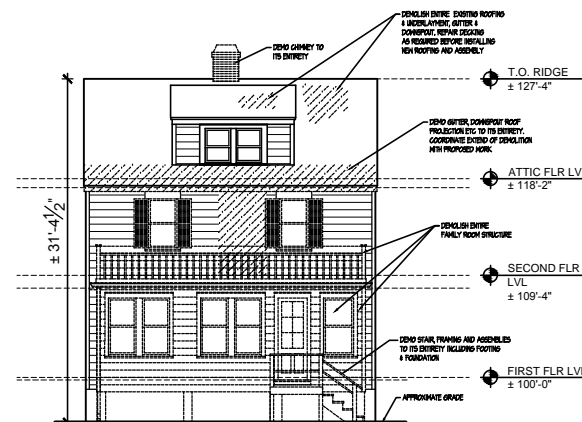 DEMOLISH ENTIRE EXISTING ROOFING
& UNDERLAYMENT, GUTTER &
DOWNSPOUT, REPAIR DECKING
AS REQUIRED BEFORE INSTALLING
NEW ROOFING AND ASSEMBLY
DEMO CHIMNEY TO
ITS ENTIRETY
T.O. RIDGE
± 127'-4"
DEMO GUTTER, DOWNSPOUT ROOF
PROJECTION ETC TO ITS ENTIRETY.
COORDINATE EXTEND OF DEMOLITION
WITH PROPOSED WORK
ATTIC FLR LVL
± 118'-2"
± 31'-4½"
DEMOLISH ENTIRE
FAMILY ROOM STRUCTURE
SECOND FLR
LVL
± 109'-4"
DEMO STAIR, FRAMING AND ASSEMBLIES
TO ITS ENTIRETY INCLUDING FOOTING
& FOUNDATION
FIRST FLR LVL
± 100'-0"
APPROXIMATE GRADE